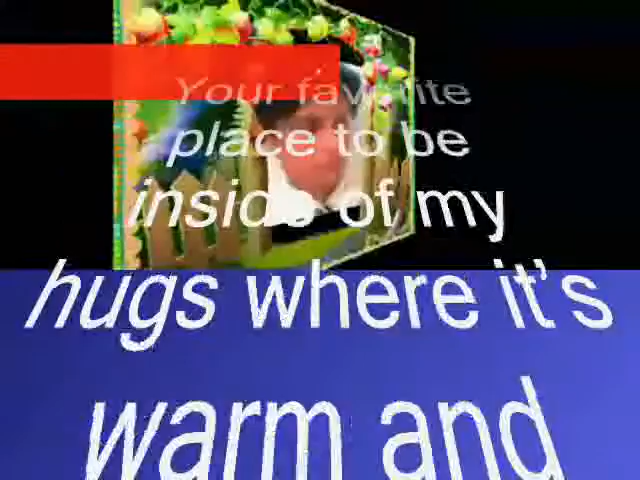 Your favorite
place to be
inside of my
hugs where it's
warm and